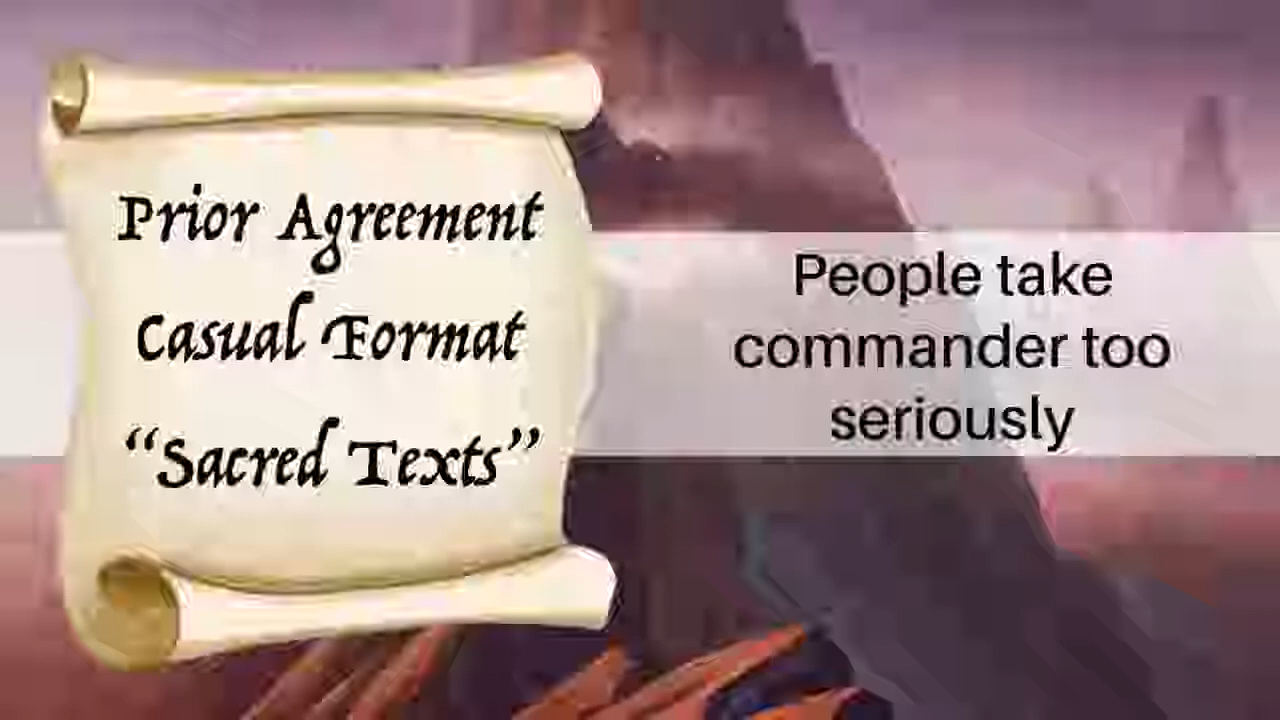 Prior Agreement
Casual Format
“Sacred Texts”
People take
commander too
seriously